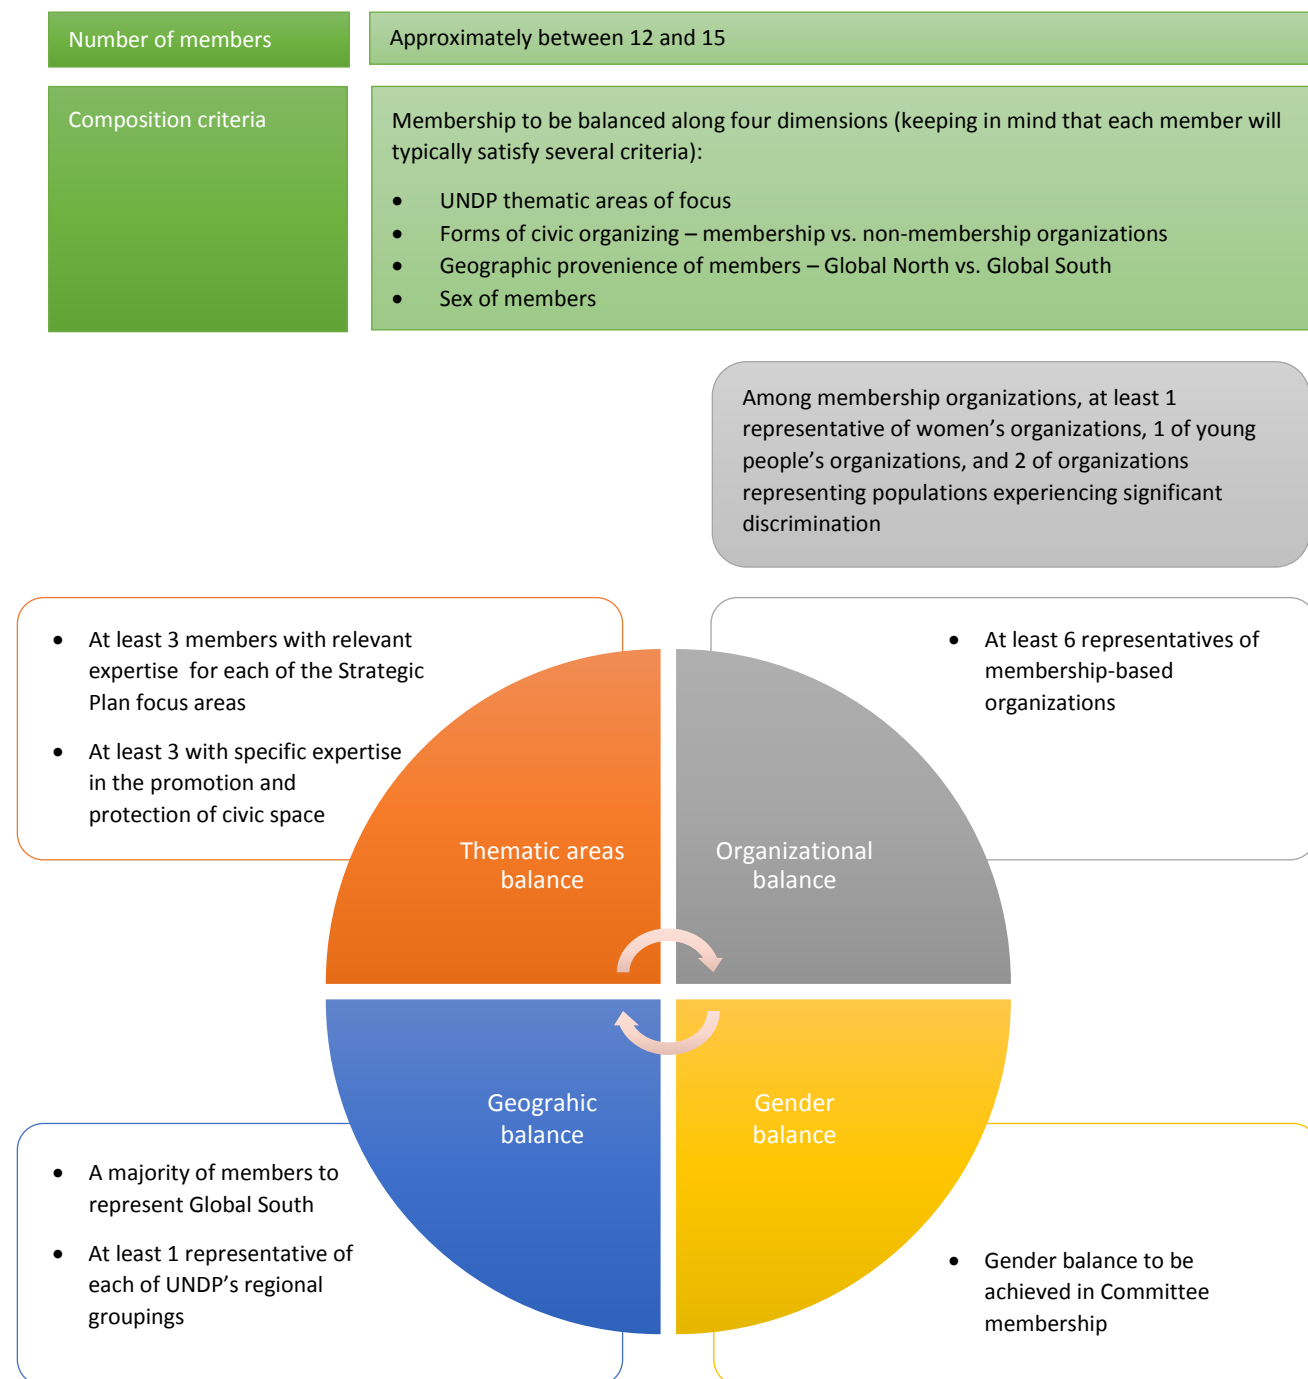 Number of members
Approximately between 12 and 15
Composition criteria
Membership to be balanced along four dimensions (keeping in mind that each member will
typically satisfy several criteria):
• UNDP thematic areas of focus
• Forms of civic organizing – membership vs. non-membership organizations
• Geographic provenience of members – Global North vs. Global South
• Sex of members
Among membership organizations, at least 1
representative of women's organizations, 1 of young
people's organizations, and 2 of organizations
representing populations experiencing significant
discrimination
• At least 3 members with relevant
expertise for each of the Strategic
Plan focus areas
• At least 3 with specific expertise
in the promotion and
protection of civic space
• At least 6 representatives of
membership-based
organizations
Thematic areas
balance
Organizational
balance
Geograhic
balance
Gender
balance
• A majority of members to
represent Global South
• At least 1 representative of
each of UNDP's regional
groupings
• Gender balance to be
achieved in Committee
membership